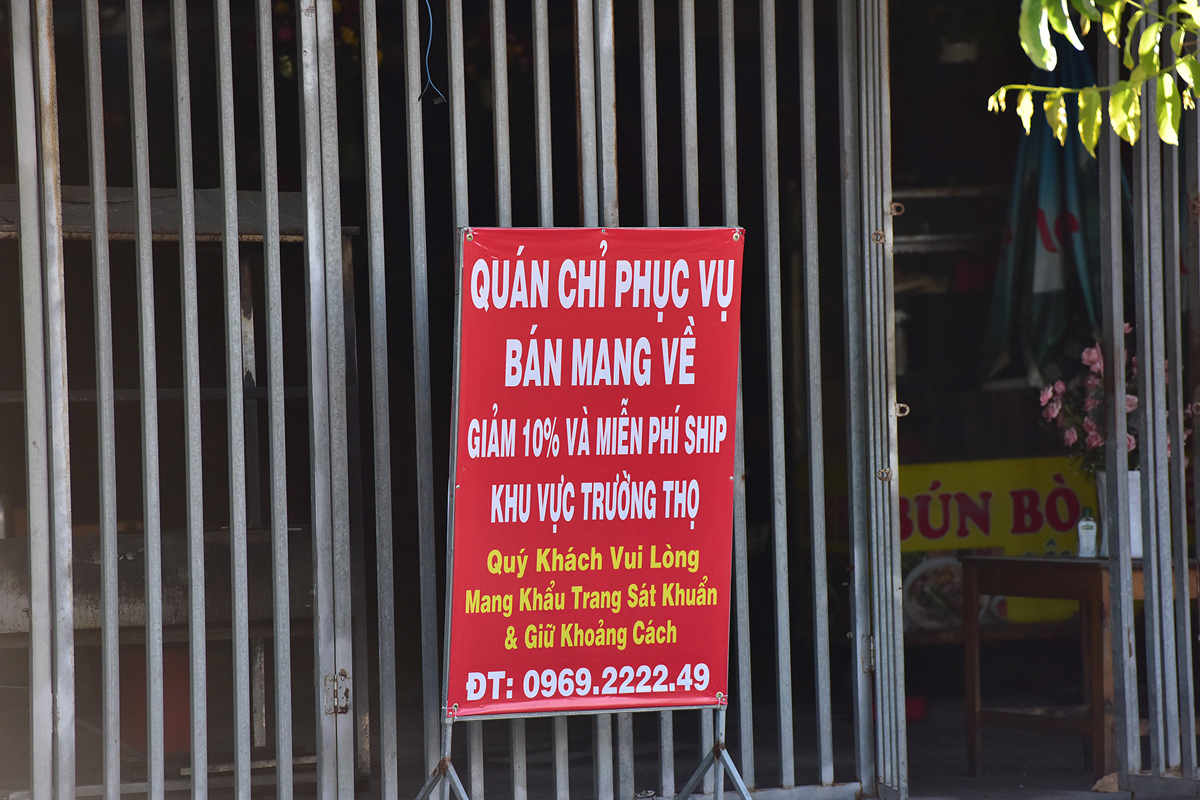 QUÁN CHỈ PHỤC VỤ
BÁN MANG VỀ
GIẢM 10% VÀ MIỄN PHÍ SHIP
KHU VỰC TRƯỜNG THỌ
Quý Khách Vui Lòng
Mang Khẩu Trang Sát Khuẩn
& Giữ Khoảng Cách
ĐT: 0969.2222.49
BÚN BÒ